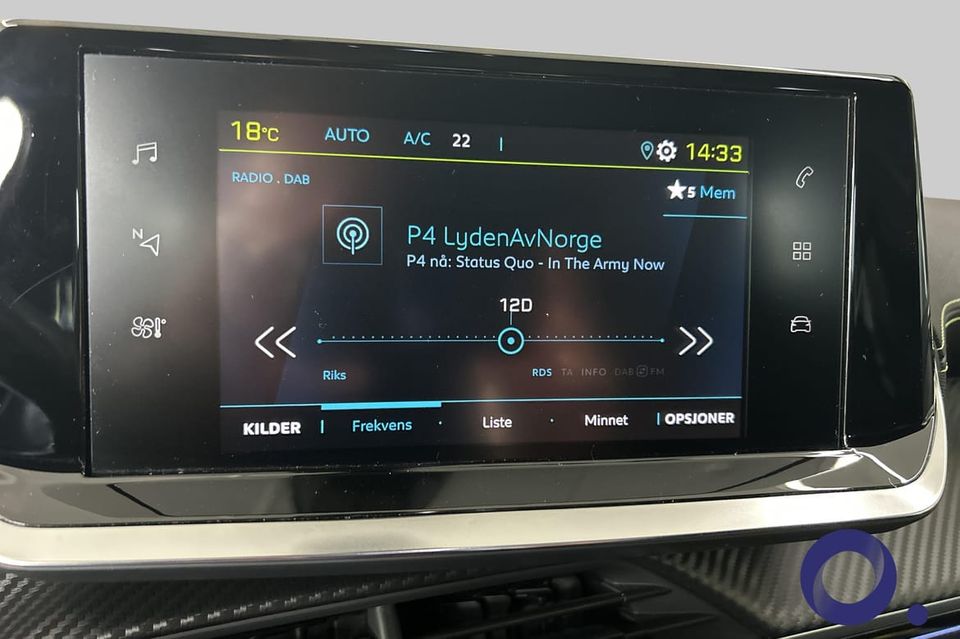 18°C AUTO A/C 22 14:33
RADIO . DAB
5 Mem
P4 LydenAvNorge
P4 nå: Status Quo - In The Army Now
N
12D
Riks
RDS TA INFO DAB FM
KILDER Frekvens Liste Minnet OPSJONER